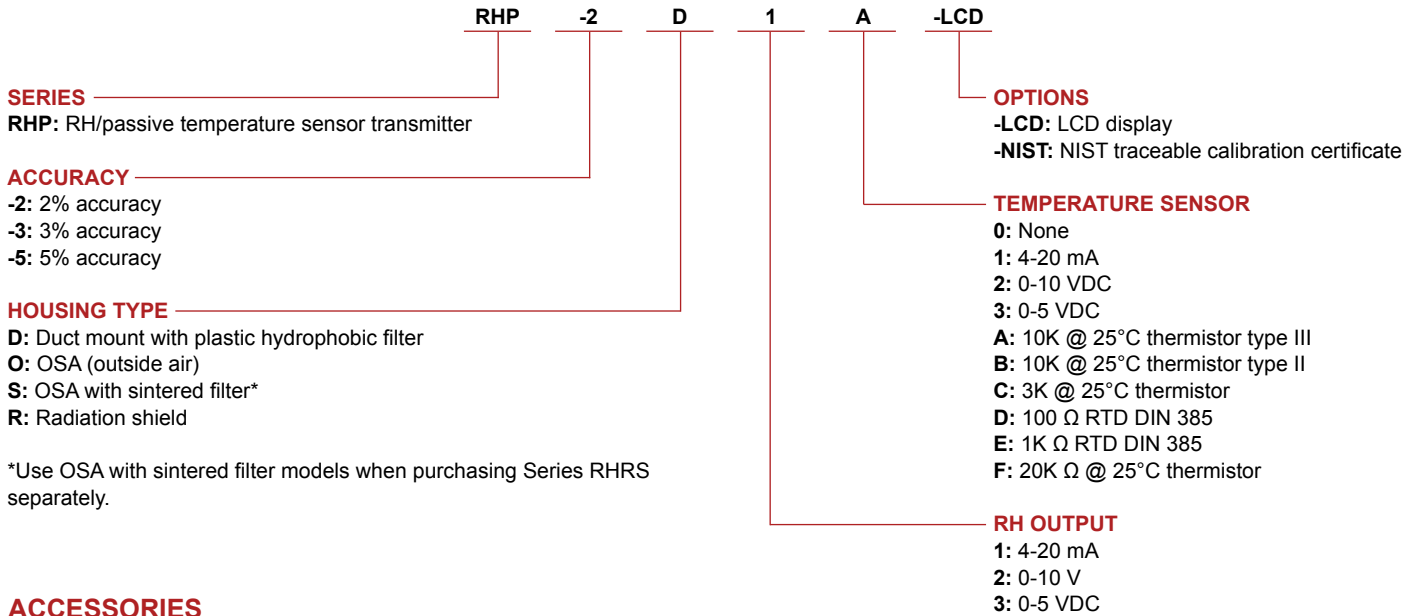 RHP -2 D 1 A -LCD
SERIES
RHP: RH/passive temperature sensor transmitter
ACCURACY
-2: 2% accuracy
-3: 3% accuracy
-5: 5% accuracy
HOUSING TYPE
D: Duct mount with plastic hydrophobic filter
O: OSA (outside air)
S: OSA with sintered filter*
R: Radiation shield
*Use OSA with sintered filter models when purchasing Series RHRS
separately.
OPTIONS
-LCD: LCD display
-NIST: NIST traceable calibration certificate
TEMPERATURE SENSOR
0: None
1: 4-20 mA
2: 0-10 VDC
3: 0-5 VDC
A: 10K @ 25°C thermistor type III
B: 10K @ 25°C thermistor type II
C: 3K @ 25°C thermistor
D: 100 Ω RTD DIN 385
E: 1K Ω RTD DIN 385
F: 20K Ω @ 25°C thermistor
RH OUTPUT
1: 4-20 mA
2: 0-10 V
3: 0-5 VDC
ACCESSORIES